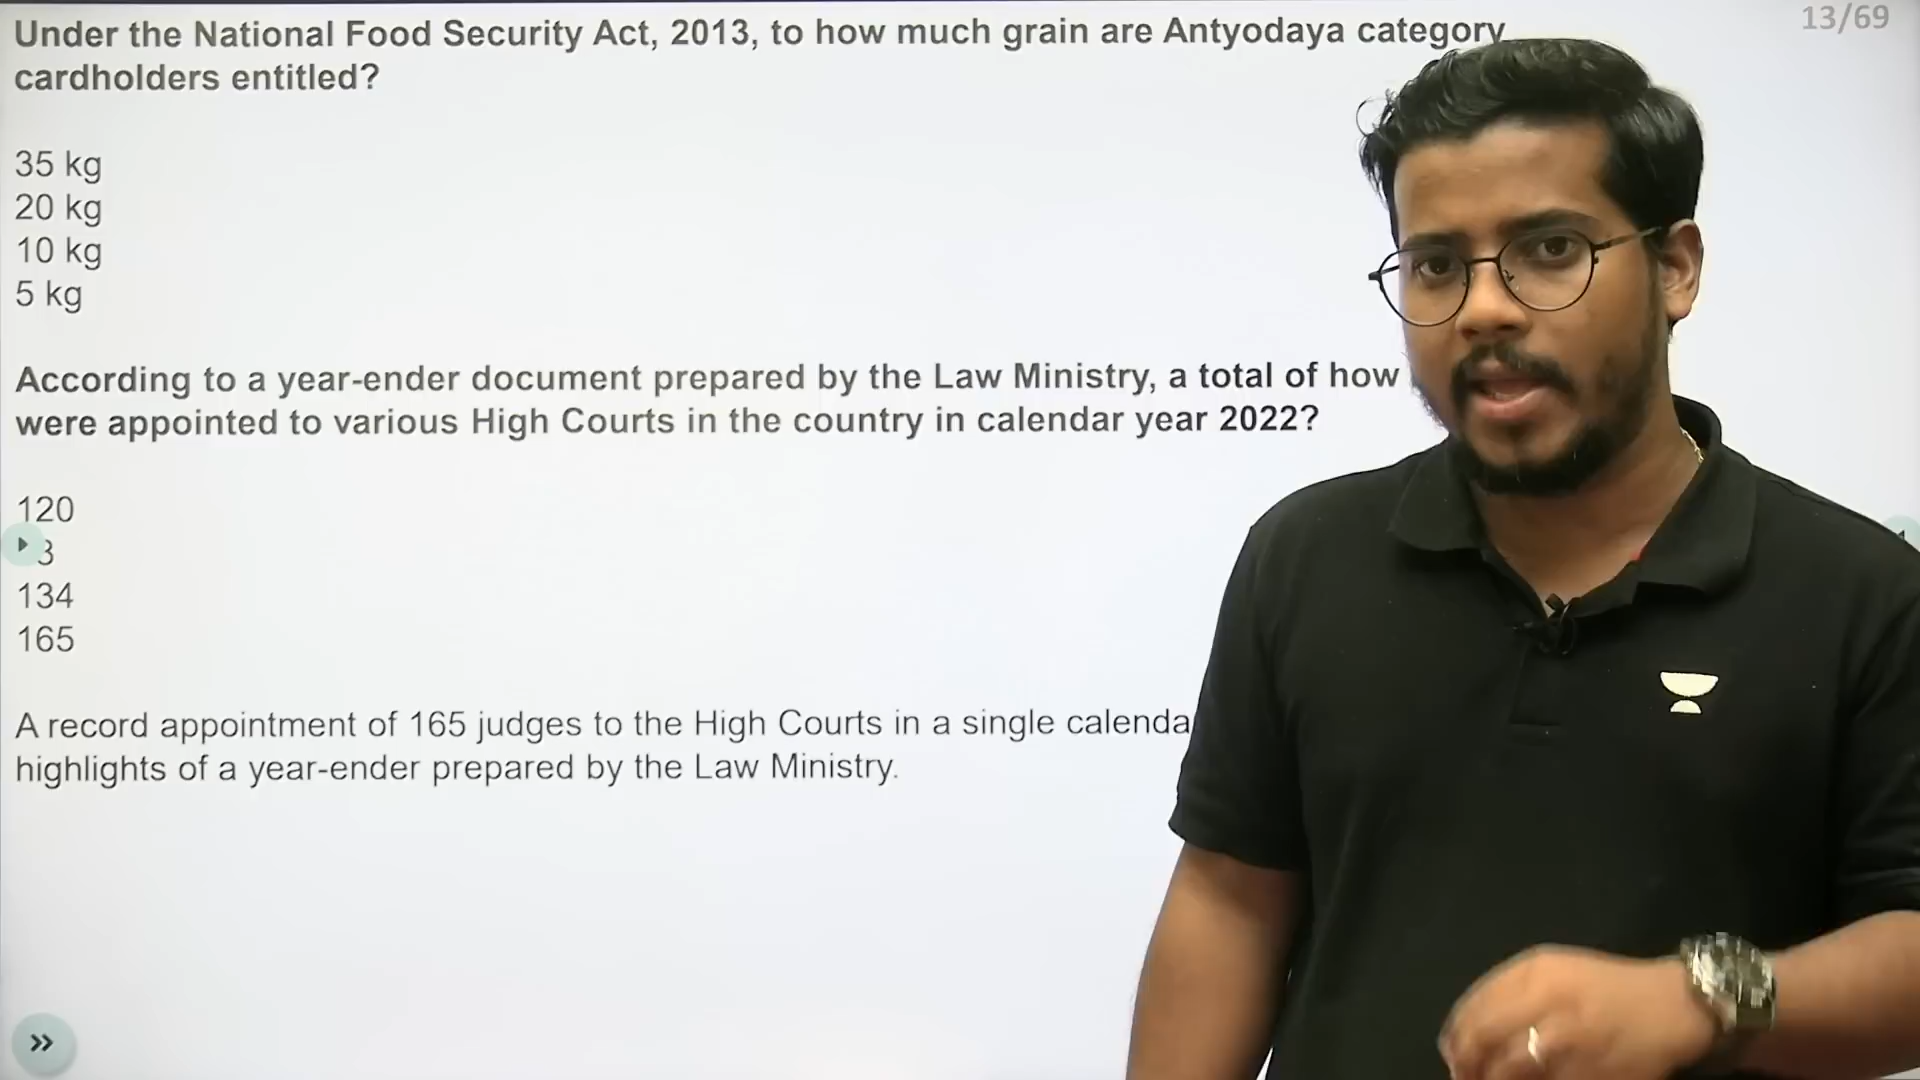 13/69
Under the National Food Security Act, 2013, to how much grain are Antyodaya category
cardholders entitled?
35 kg
20 kg
10 kg
5 kg
According to a year-ender document prepared by the Law Ministry, a total of how
were appointed to various High Courts in the country in calendar year 2022?
120
3
134
165
A record appointment of 165 judges to the High Courts in a single
highlights of a year-ender prepared by the Law Ministry.